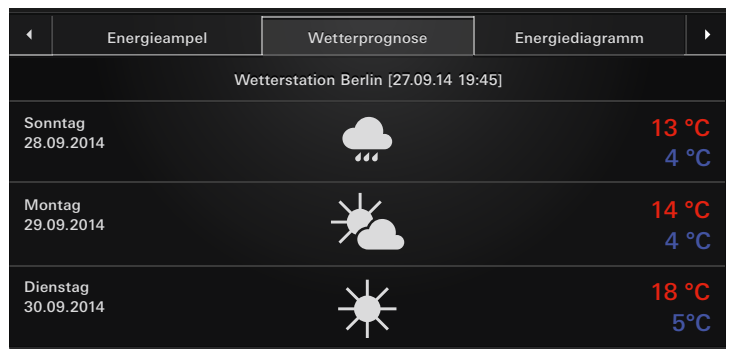 Energieampel Wetterprognose Energiediagramm
Wetterstation Berlin [27.09.14 19:45]
Sonntag
28.09.2014
13 °C
4 °C
Montag
29.09.2014
14 °C
4 °C
Dienstag
30.09.2014
18 °C
5°C